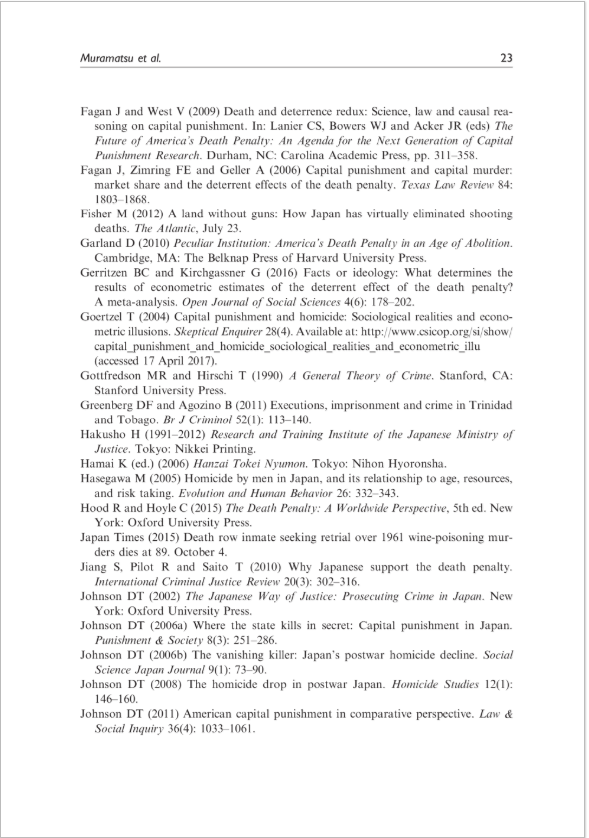 Muramatsu et al. 23
Fagan J and West V (2009) Death and deterrence redux: Science, law and causal rea-
soning on capital punishment. In: Lanier CS, Bowers WJ and Acker JR (eds) The
Future of America's Death Penalty: An Agenda for the Next Generation of Capital
Punishment Research. Durham, NC: Carolina Academic Press, pp. 311–358.
Fagan J, Zimring FE and Geller A (2006) Capital punishment and capital murder:
market share and the deterrent effects of the death penalty. Texas Law Review 84:
1803–1868.
Fisher M (2012) A land without guns: How Japan has virtually eliminated shooting
deaths. The Atlantic, July 23.
Garland D (2010) Peculiar Institution: America's Death Penalty in an Age of Abolition.
Cambridge, MA: The Belknap Press of Harvard University Press.
Gerritzen BC and Kirchgassner G (2016) Facts or ideology: What determines the
results of econometric estimates of the deterrent effect of the death penalty?
A meta-analysis. Open Journal of Social Sciences 4(6): 178–202.
Goertzel T (2004) Capital punishment and homicide: Sociological realities and econo-
metric illusions. Skeptical Enquirer 28(4). Available at: http://www.csicop.org/si/show/
capital_punishment_and_homicide_sociological_realities_and_econometric_illu
(accessed 17 April 2017).
Gottfredson MR and Hirschi T (1990) A General Theory of Crime. Stanford, CA:
Stanford University Press.
Greenberg DF and Agozino B (2011) Executions, imprisonment and crime in Trinidad
and Tobago. Br J Criminol 52(1): 113–140.
Hakusho H (1991–2012) Research and Training Institute of the Japanese Ministry of
Justice. Tokyo: Nikkei Printing.
Hamai K (ed.) (2006) Hanzai Tokei Nyumon. Tokyo: Nihon Hyoronsha.
Hasegawa M (2005) Homicide by men in Japan, and its relationship to age, resources,
and risk taking. Evolution and Human Behavior 26: 332–343.
Hood R and Hoyle C (2015) The Death Penalty: A Worldwide Perspective, 5th ed. New
York: Oxford University Press.
Japan Times (2015) Death row inmate seeking retrial over 1961 wine-poisoning mur-
ders dies at 89. October 4.
Jiang S, Pilot R and Saito T (2010) Why Japanese support the death penalty.
International Criminal Justice Review 20(3): 302–316.
Johnson DT (2002) The Japanese Way of Justice: Prosecuting Crime in Japan. New
York: Oxford University Press.
Johnson DT (2006a) Where the state kills in secret: Capital punishment in Japan.
Punishment & Society 8(3): 251–286.
Johnson DT (2006b) The vanishing killer: Japan's postwar homicide decline. Social
Science Japan Journal 9(1): 73–90.
Johnson DT (2008) The homicide drop in postwar Japan. Homicide Studies 12(1):
146–160.
Johnson DT (2011) American capital punishment in comparative perspective. Law &
Social Inquiry 36(4): 1033–1061.